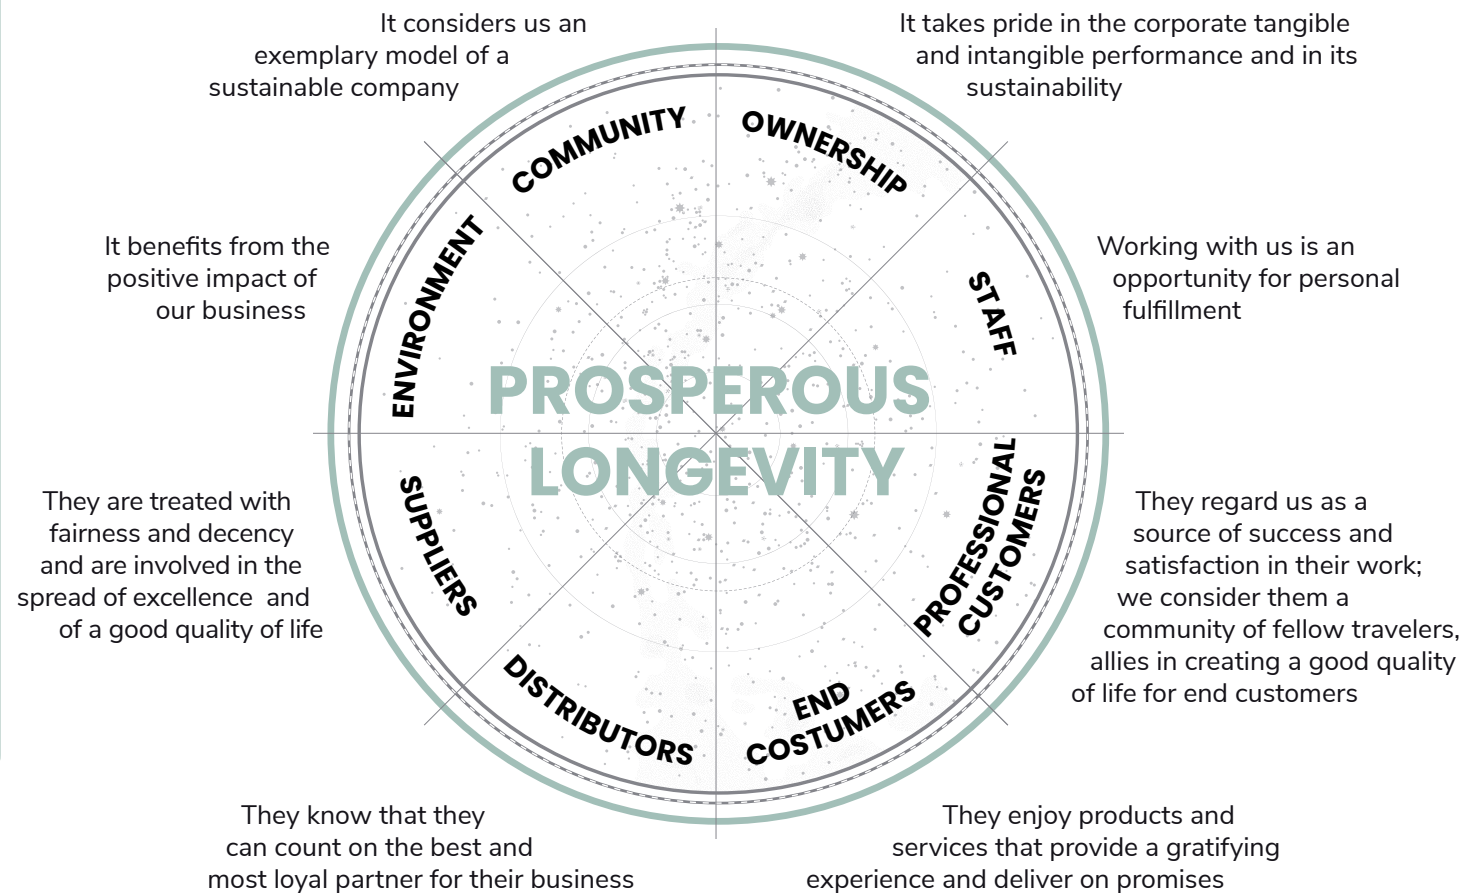 It considers us an
exemplary model of a
sustainable company
It takes pride in the corporate tangible
and intangible performance and in its
sustainability
COMMUNITY
OWNERSHIP
It benefits from the
positive impact of
our business
ENVIRONMENT
STAFF
Working with us is an
opportunity for personal
fulfillment
PROSPEROUS
LONGEVITY
They are treated with
fairness and decency
and are involved in the
spread of excellence  and
of a good quality of life
SUPPLIERS
PROFESSIONAL
CUSTOMERS
They regard us as a
source of success and
satisfaction in their work;
we consider them a
community of fellow travelers,
allies in creating a good quality
of life for end customers
DISTRIBUTORS
END
COSTUMERS
They know that they
can count on the best and
most loyal partner for their business
They enjoy products and
services that provide a gratifying
experience and deliver on promises